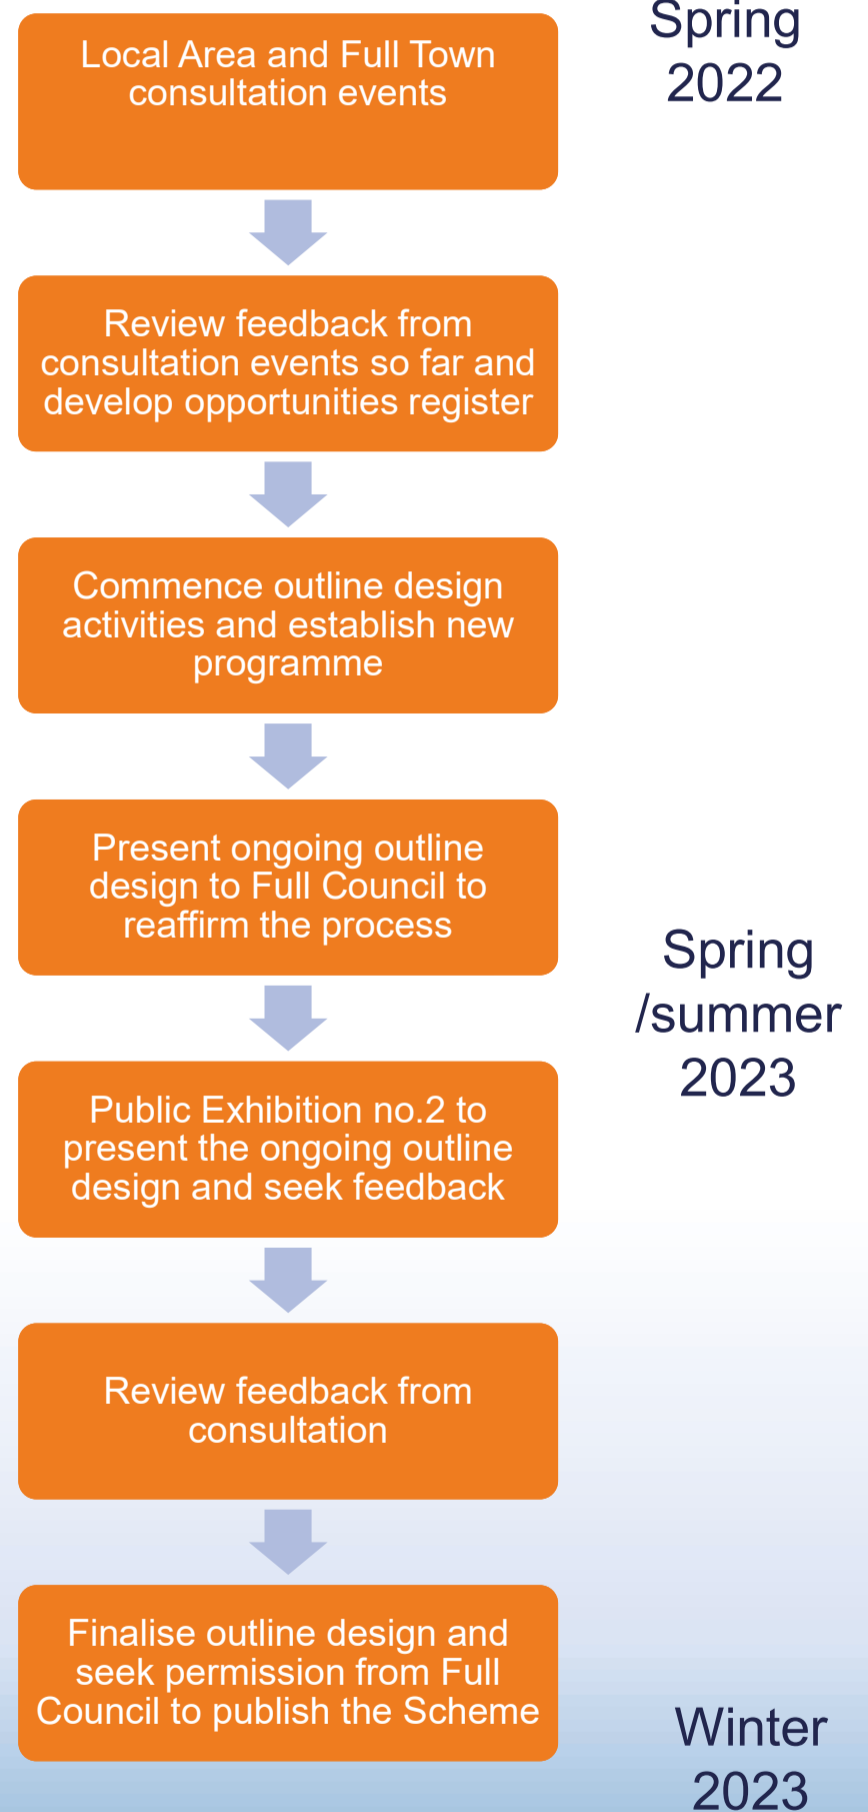 Local Area and Full Town
consultation events
Spring
2022
Review feedback from
consultation events so far and
develop opportunities register
Commence outline design
activities and establish new
programme
Present ongoing outline
design to Full Council to
reaffirm the process
Spring
/summer
2023
Public Exhibition no.2 to
present the ongoing outline
design and seek feedback
Review feedback from
consultation
Finalise outline design and
seek permission from Full
Council to publish the Scheme
Winter
2023